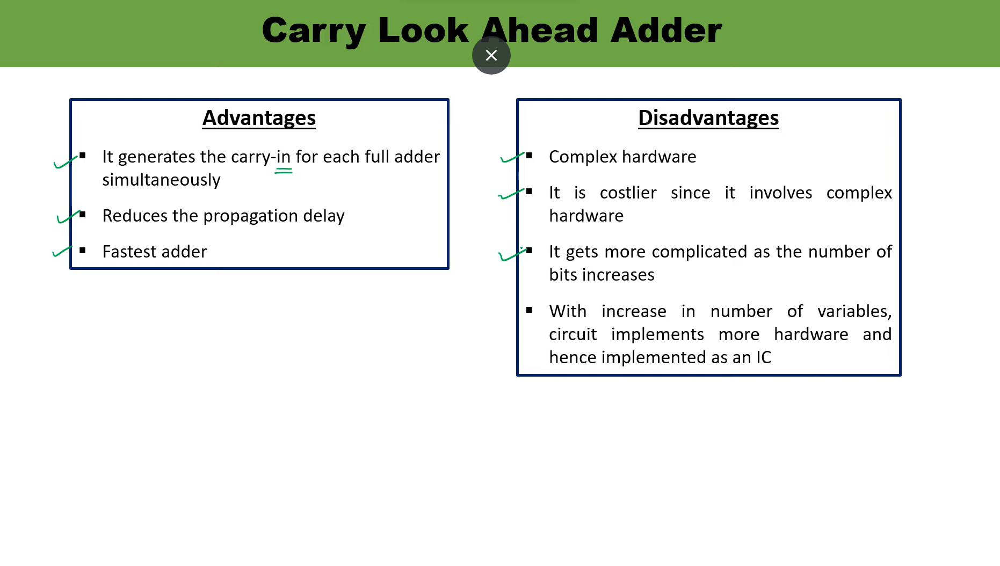 Carry Look Ahead Adder
Advantages
▪ It generates the carry-in for each full adder
simultaneously
▪ Reduces the propagation delay
▪ Fastest adder
Disadvantages
▪ Complex hardware
▪ It is costlier since it involves complex
hardware
▪ It gets more complicated as the number of
bits increases
▪ With increase in number of variables,
circuit implements more hardware and
hence implemented as an IC